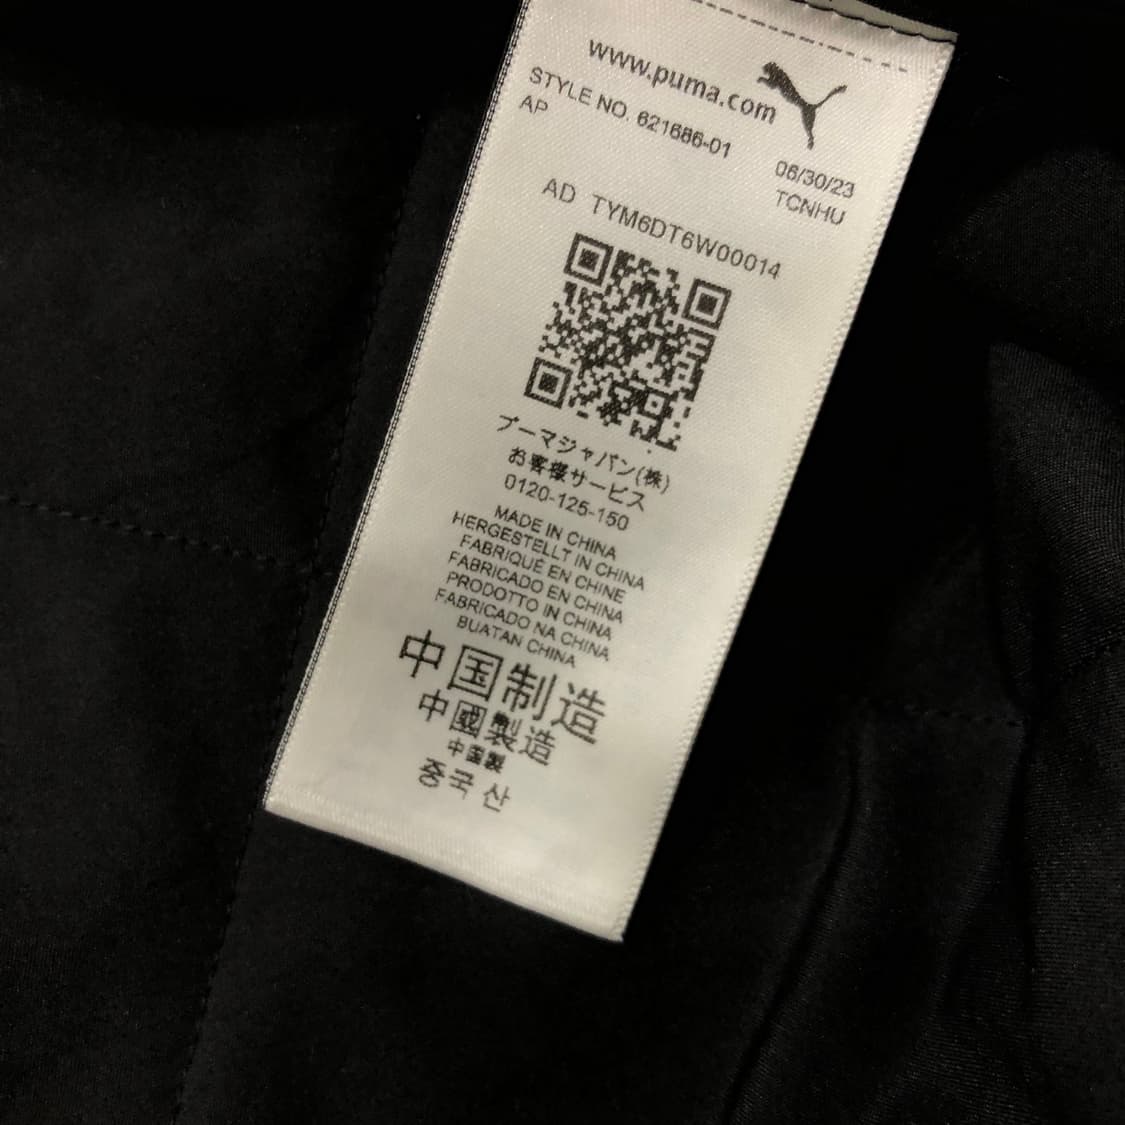 www.puma.com
STYLE NO. 621686-01
AP
06/30/23
TCNHU
AD TYM6DT6W00014
プーマジャパン(株)
お客様サービス
0120-125-150
MADE IN CHINA
HERGESTELLT IN CHINA
FABRIQUÉ EN CHINE
FABRICADO EN CHINA
PRODOTTO IN CHINA
FABRICADO NA CHINA
BUATAN CHINA
中国制造
中國製造
中国製
중국산